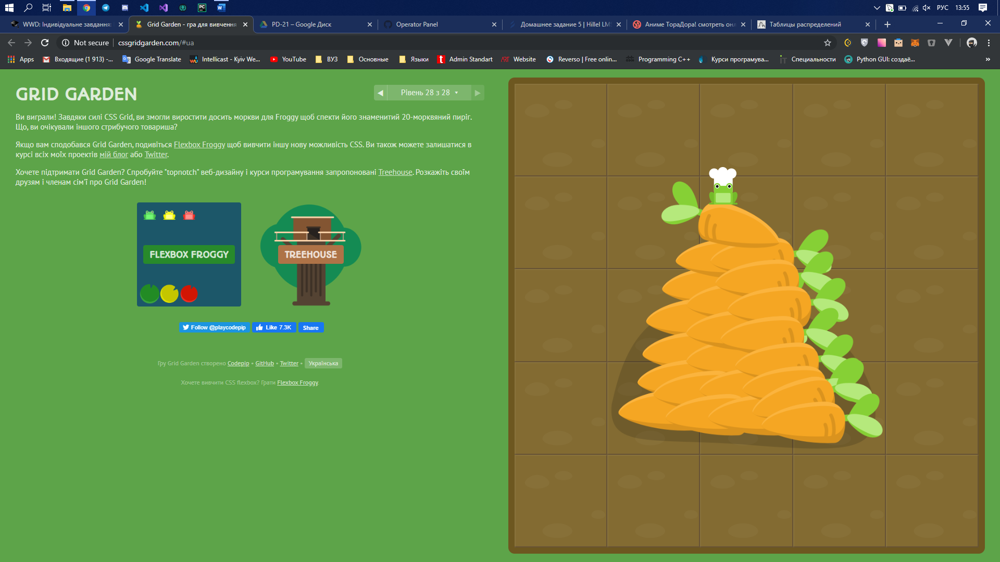 РУС
13:55
WWD: Індивідуальне завдання:
Grid Garden - гра для вивчення
PD-21 – Google Диск
Operator Panel
Домашнее задание 5 | Hillel LM
Аниме ТораДора! смотреть онл
Таблицы распределений
Not secure
cssgridgarden.com/#ua
Apps
Входящие (1 913) -...
Google Translate
Intellicast - Kyiv We...
YouTube
ВУЗ
Основные
Языки
Admin Standart
ART
Website
Reverso | Free onlin...
Programming C++
Курси програмува...
Специальности
Python GUI: создаё...
GRID GARDEN
Рівень 28 з 28
Ви виграли! Завдяки силі CSS Grid, ви змогли виростити досить моркви для Froggy щоб спекти його знаменитий 20-морквяний пиріг.
Що, ви очікували іншого стрибучого товариша?
Якщо вам сподобався Grid Garden, подивіться Flexbox Froggy щоб вивчити іншу нову можливість CSS. Ви також можете залишатися в
курсі всіх моїх проектів мій блог або Twitter.
Хочете підтримати Grid Garden? Спробуйте "topnotch" веб-дизайну і курси програмування запропоновані Treehouse. Розкажіть своїм
друзям і членам сім'ї про Grid Garden!
FLEXBOX FROGGY
TREEHOUSE
Follow @playcodepip
Like 7.3K
Share
Гру Grid Garden створено Codepip • GitHub • Twitter • Українська
Хочете вивчити CSS flexbox? Грати Flexbox Froggy.